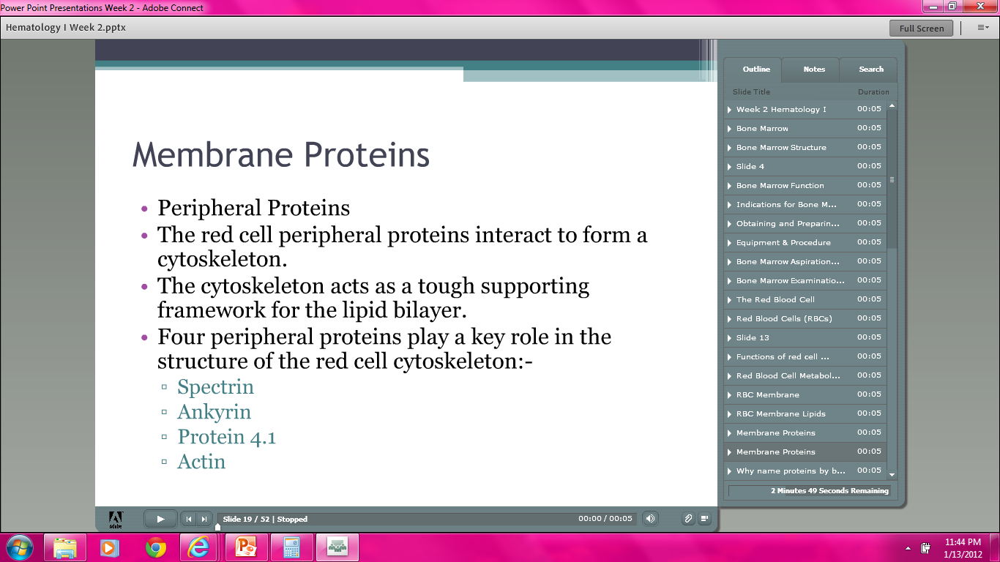 Power Point Presentations Week 2 - Adobe Connect
Hematology I Week 2.pptx
Full Screen
Membrane Proteins
• Peripheral Proteins
• The red cell peripheral proteins interact to form a
cytoskeleton.
• The cytoskeleton acts as a tough supporting
framework for the lipid bilayer.
• Four peripheral proteins play a key role in the
structure of the red cell cytoskeleton:-
▫ Spectrin
▫ Ankyrin
▫ Protein 4.1
▫ Actin
Outline Notes Search
Slide Title Duration
Week 2 Hematology I 00:05
Bone Marrow 00:05
Bone Marrow Structure 00:05
Slide 4 00:05
Bone Marrow Function 00:05
Indications for Bone M... 00:05
Obtaining and Preparin... 00:05
Equipment & Procedure 00:05
Bone Marrow Aspiration... 00:05
Bone Marrow Examinatio... 00:05
The Red Blood Cell 00:05
Red Blood Cells (RBCs) 00:05
Slide 13 00:05
Functions of red cell ... 00:05
Red Blood Cell Metabol... 00:05
RBC Membrane 00:05
RBC Membrane Lipids 00:05
Membrane Proteins 00:05
Membrane Proteins 00:05
Why name proteins by b... 00:05
2 Minutes 49 Seconds Remaining
Adobe
Slide 19 / 52 | Stopped 00:00 / 00:05
11:44 PM
1/13/2012